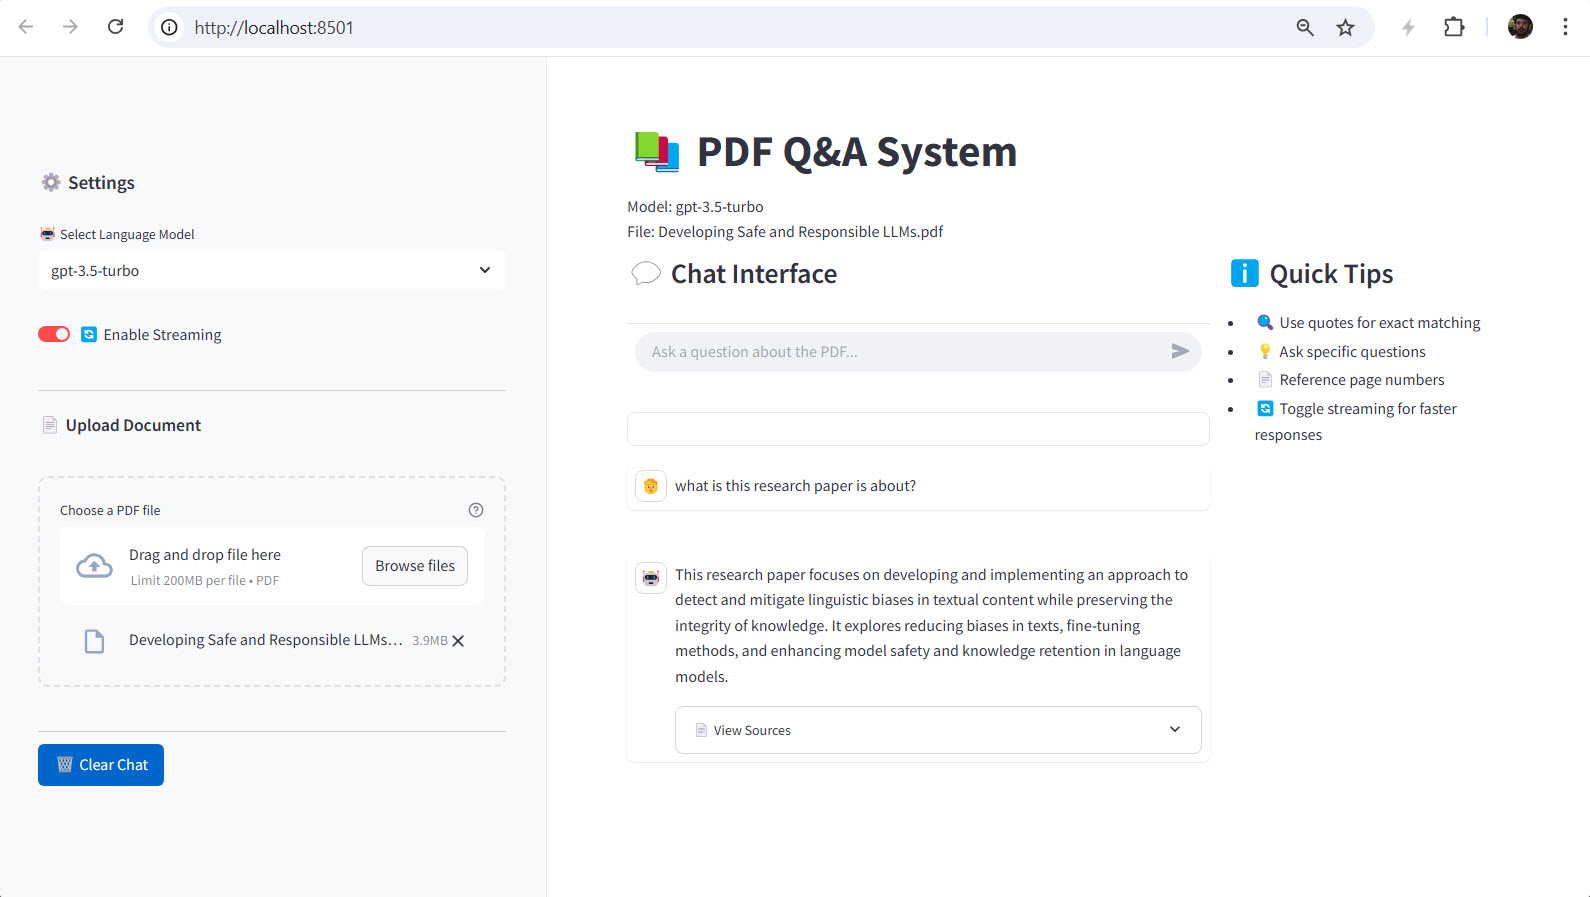 http://localhost:8501
Settings
Select Language Model
gpt-3.5-turbo
Enable Streaming
Upload Document
Choose a PDF file
Drag and drop file here
Limit 200MB per file • PDF
Browse files
Developing Safe and Responsible LLMs... 3.9MB
Clear Chat
PDF Q&A System
Model: gpt-3.5-turbo
File: Developing Safe and Responsible LLMs.pdf
Chat Interface
Ask a question about the PDF...
what is this research paper is about?
This research paper focuses on developing and implementing an approach to
detect and mitigate linguistic biases in textual content while preserving the
integrity of knowledge. It explores reducing biases in texts, fine-tuning
methods, and enhancing model safety and knowledge retention in language
models.
View Sources
Quick Tips
Use quotes for exact matching
Ask specific questions
Reference page numbers
Toggle streaming for faster
responses